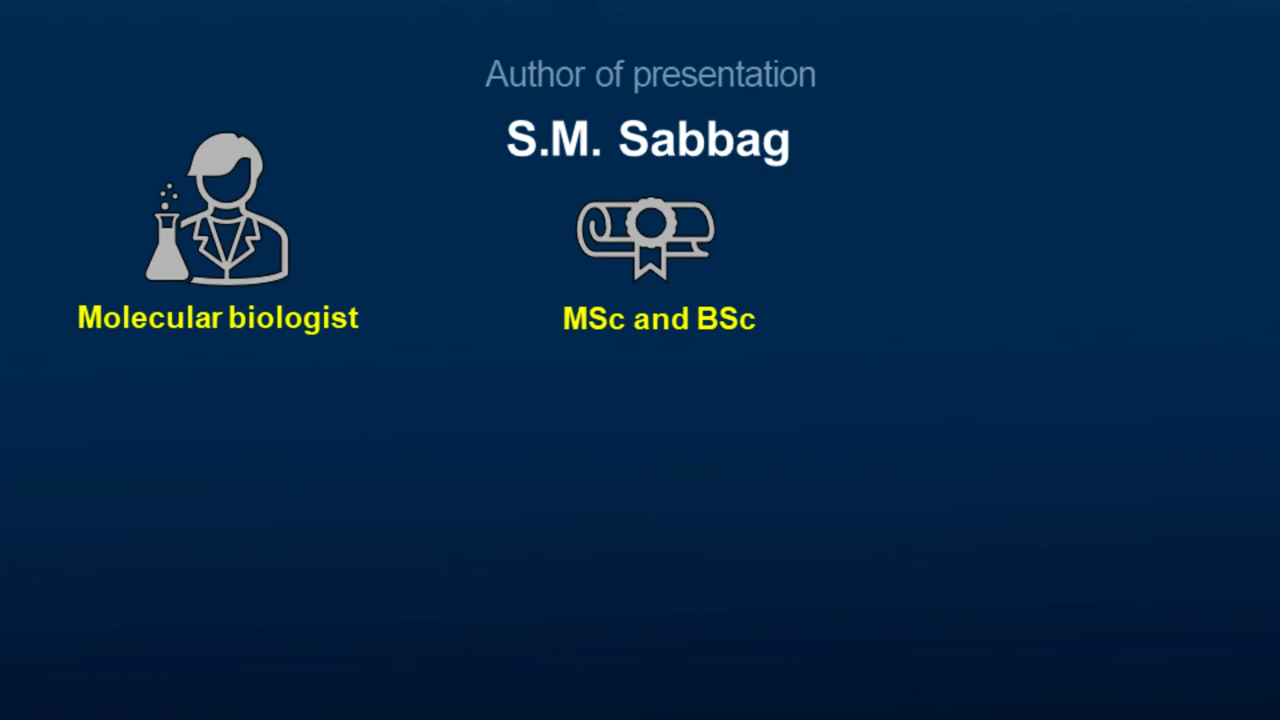 Author of presentation
S.M. Sabbag
Molecular biologist
MSc and BSc